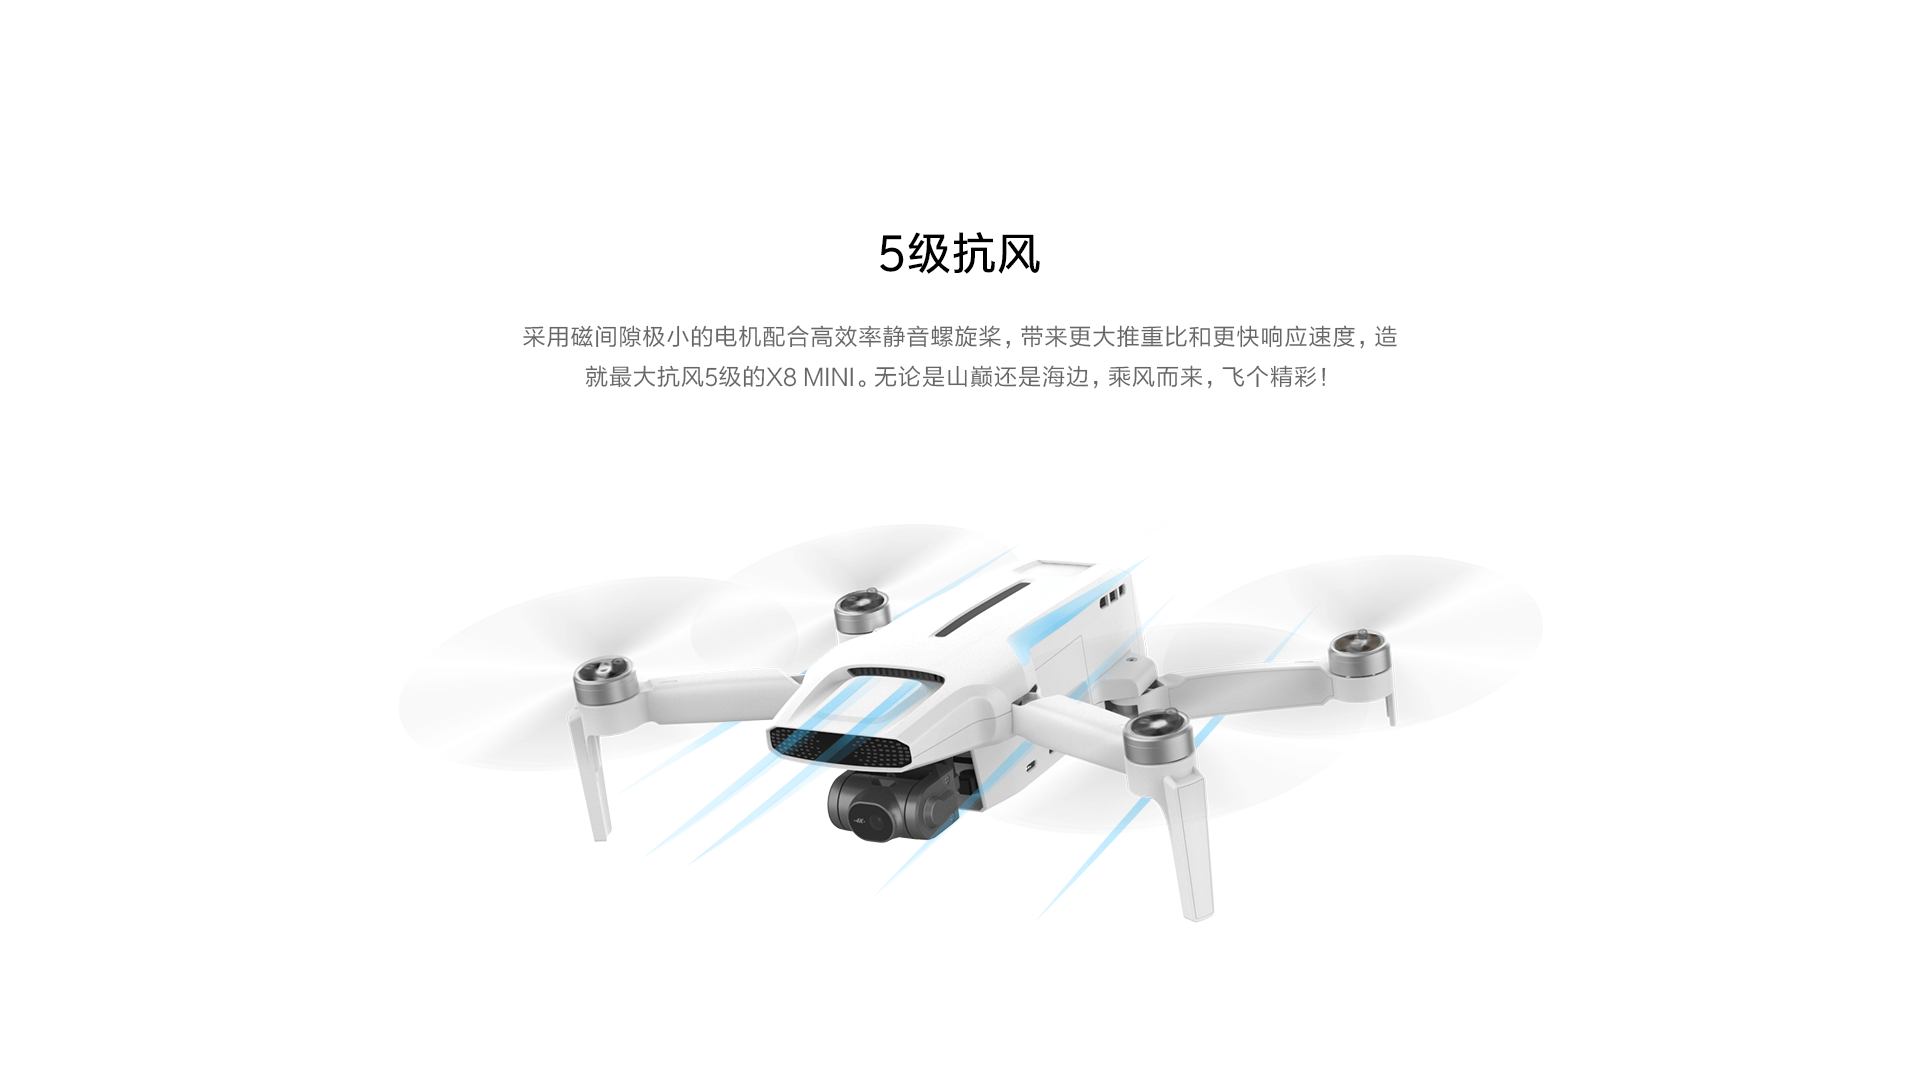 5级抗风
采用磁间隙极小的电机配合高效率静音螺旋桨，带来更大推重比和更快响应速度，造
就最大抗风5级的X8 MINI。无论是山巅还是海边，乘风而来，飞个精彩！
4K